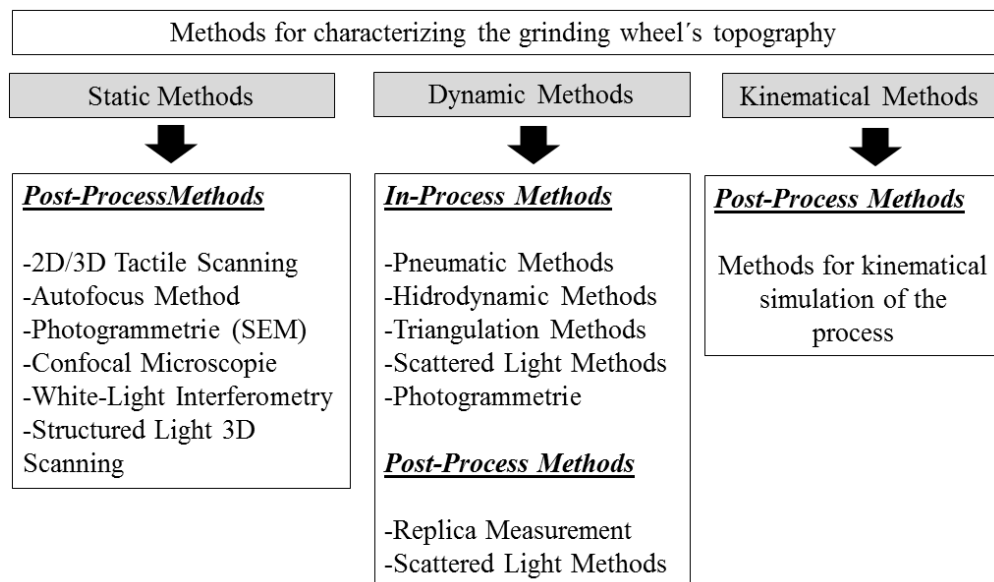 Methods for characterizing the grinding wheel´s topography
Static Methods
Post-ProcessMethods
-2D/3D Tactile Scanning
-Autofocus Method
-Photogrammetrie (SEM)
-Confocal Microscopie
-White-Light Interferometry
-Structured Light 3D
Scanning
Dynamic Methods
In-Process Methods
-Pneumatic Methods
-Hidrodynamic Methods
-Triangulation Methods
-Scattered Light Methods
-Photogrammetrie
Post-Process Methods
-Replica Measurement
-Scattered Light Methods
Kinematical Methods
Post-Process Methods
Methods for kinematical
simulation of the
process